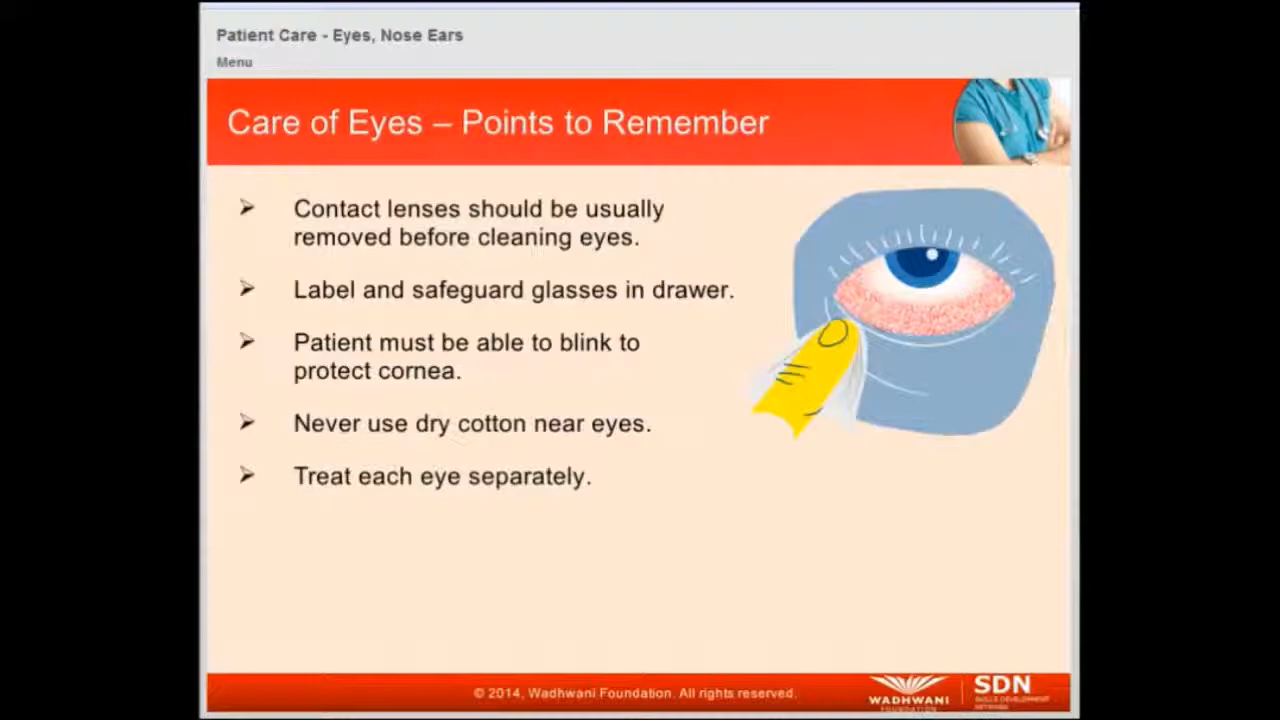 Patient Care - Eyes, Nose Ears
Menu
Care of Eyes – Points to Remember
Contact lenses should be usually
removed before cleaning eyes.
Label and safeguard glasses in drawer.
Patient must be able to blink to
protect cornea.
Never use dry cotton near eyes.
Treat each eye separately.
© 2014, Wadhwani Foundation. All rights reserved.
WADHWANI
FOUNDATION
SDN
SKILLS DEVELOPMENT
NETWORK